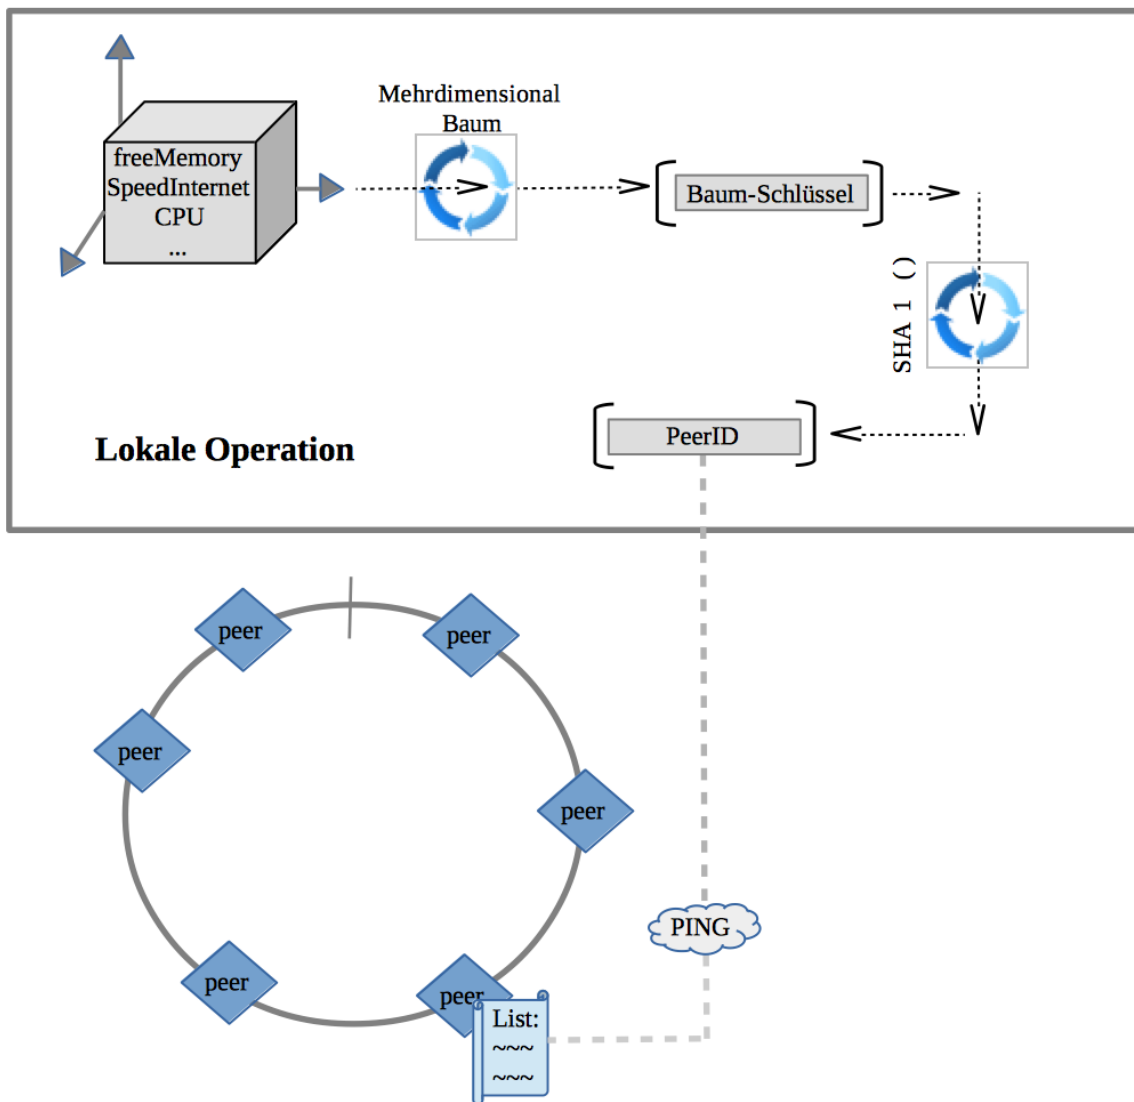 Mehrdimensional
Baum
freeMemory
SpeedInternet
CPU
...
Baum-Schlüssel
SHA 1 ( )
PeerID
Lokale Operation
peer
peer
peer
peer
PING
peer
peer
List:
~~~
~~~